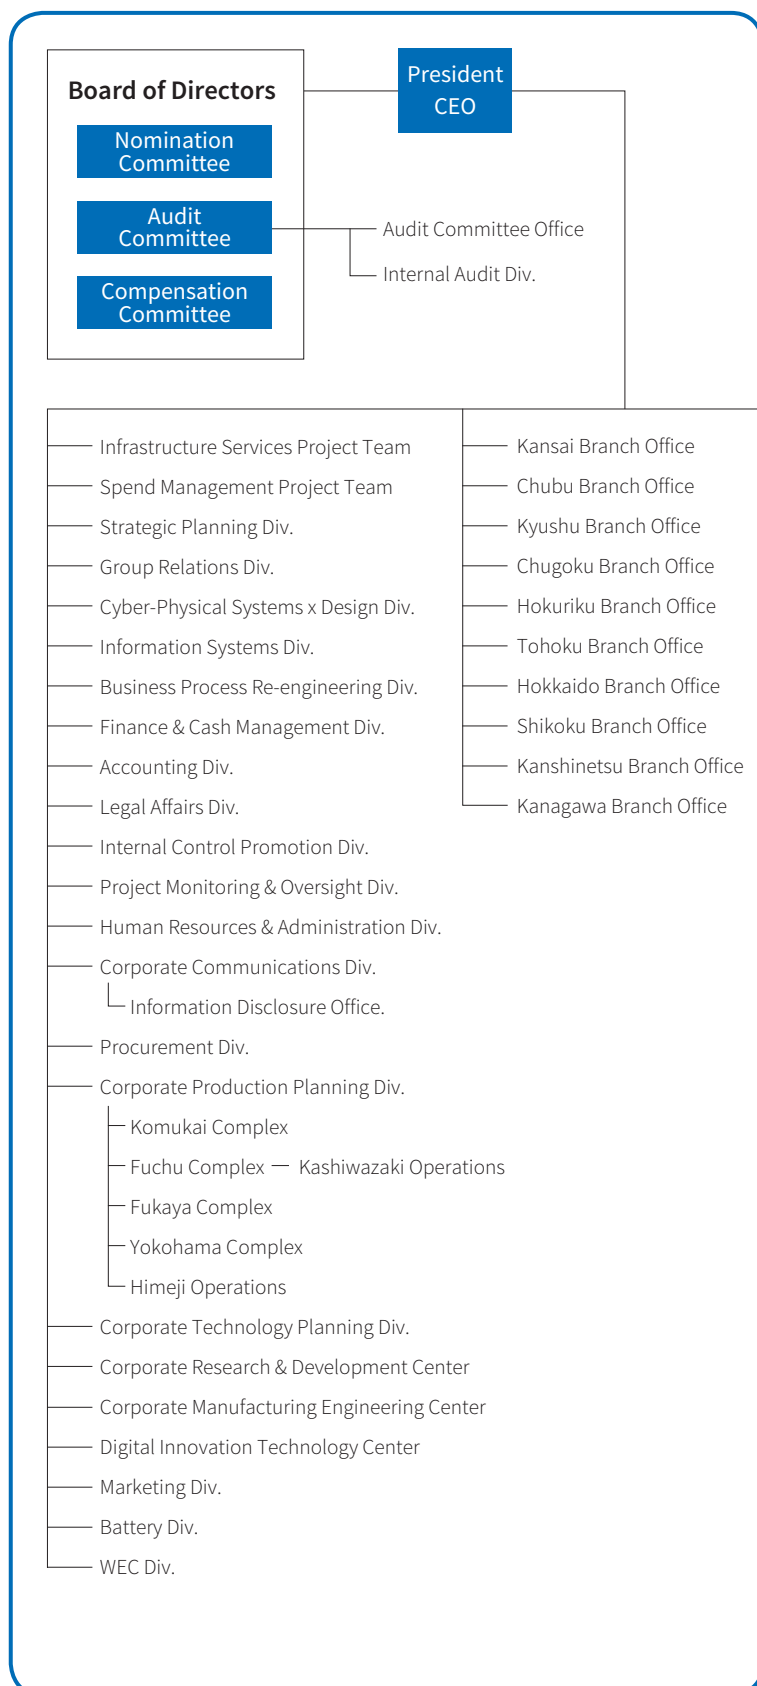 Board of Directors
President
CEO
Nomination
Committee
Audit
Committee
Compensation
Committee
Audit Committee Office
Internal Audit Div.
Infrastructure Services Project Team
Spend Management Project Team
Strategic Planning Div.
Group Relations Div.
Cyber-Physical Systems x Design Div.
Information Systems Div.
Business Process Re-engineering Div.
Finance & Cash Management Div.
Accounting Div.
Legal Affairs Div.
Internal Control Promotion Div.
Project Monitoring & Oversight Div.
Human Resources & Administration Div.
Corporate Communications Div.
Information Disclosure Office.
Procurement Div.
Corporate Production Planning Div.
Komukai Complex
Fuchu Complex — Kashiwazaki Operations
Fukaya Complex
Yokohama Complex
Himeji Operations
Corporate Technology Planning Div.
Corporate Research & Development Center
Corporate Manufacturing Engineering Center
Digital Innovation Technology Center
Marketing Div.
Battery Div.
WEC Div.
Kansai Branch Office
Chubu Branch Office
Kyushu Branch Office
Chugoku Branch Office
Hokuriku Branch Office
Tohoku Branch Office
Hokkaido Branch Office
Shikoku Branch Office
Kanshinetsu Branch Office
Kanagawa Branch Office